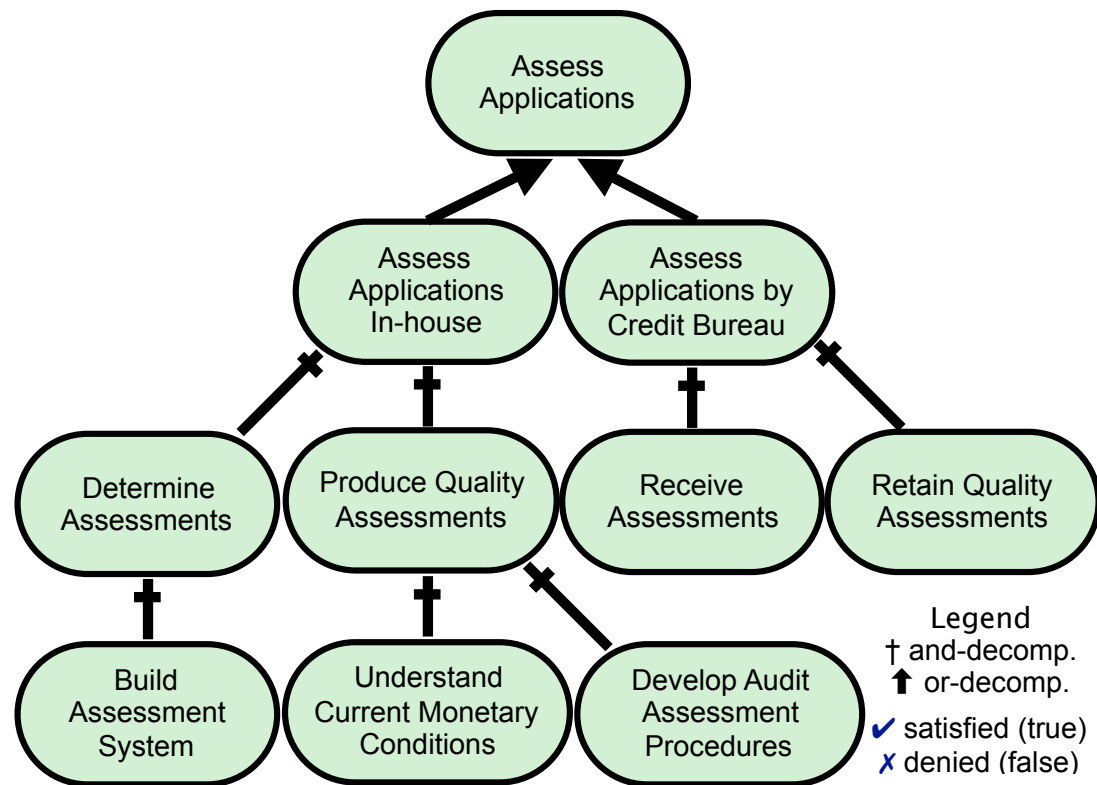 Assess
Applications
Assess
Applications
In-house
Assess
Applications by
Credit Bureau
Determine
Assessments
Produce Quality
Assessments
Receive
Assessments
Retain Quality
Assessments
Build
Assessment
System
Understand
Current Monetary
Conditions
Develop Audit
Assessment
Procedures
Legend
† and-decomp.
⬆ or-decomp.
✔ satisfied (true)
✗ denied (false)